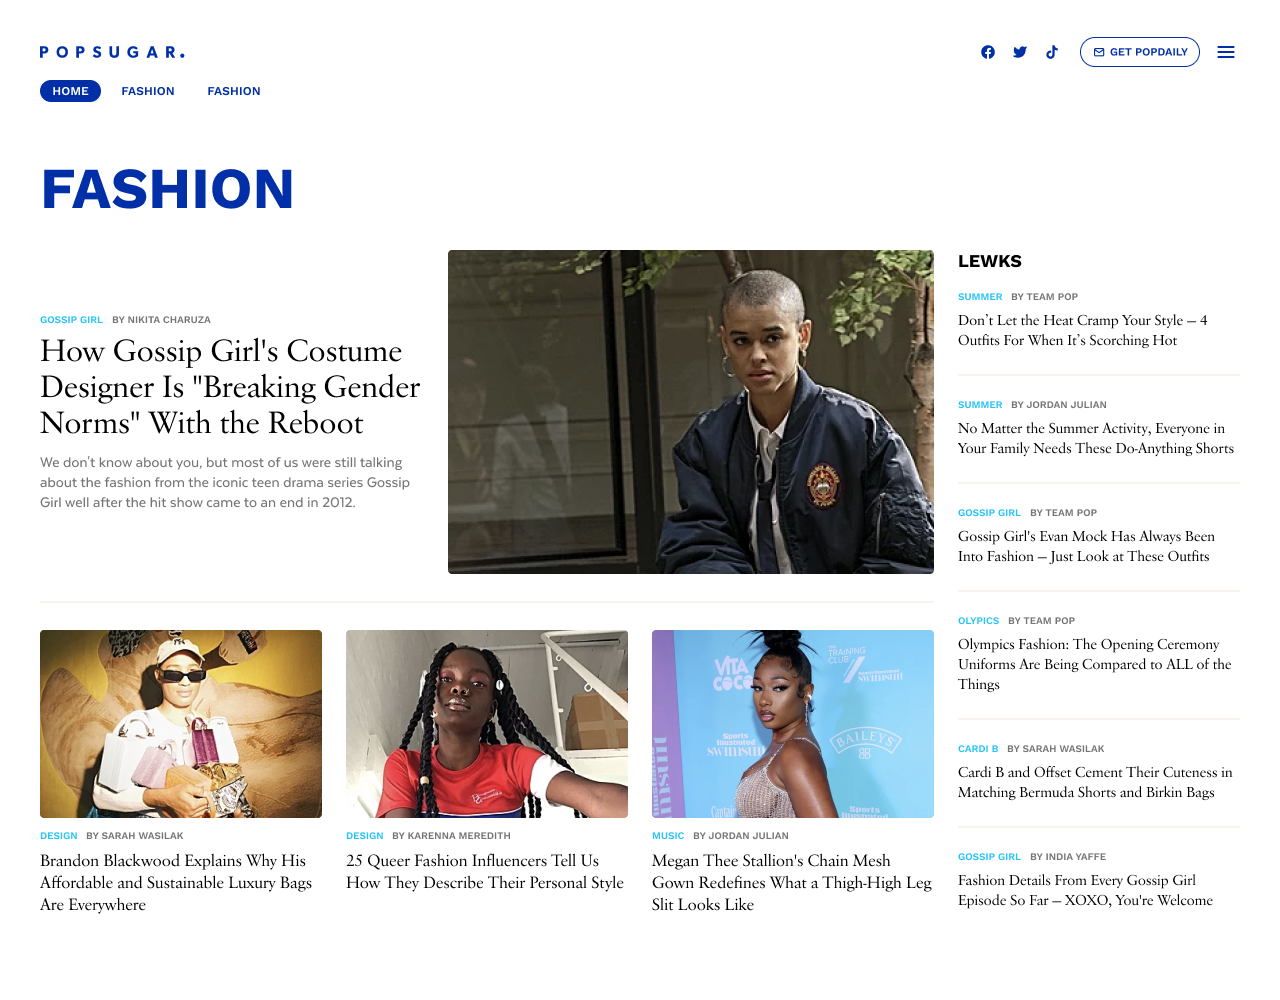 POPSUGAR.
GET POPDAILY
HOME
FASHION
FASHION
FASHION
GOSSIP GIRL BY NIKITA CHARUZA
How Gossip Girl's Costume
Designer Is "Breaking Gender
Norms" With the Reboot
We don't know about you, but most of us were still talking
about the fashion from the iconic teen drama series Gossip
Girl well after the hit show came to an end in 2012.
DESIGN BY SARAH WASILAK
Brandon Blackwood Explains Why His
Affordable and Sustainable Luxury Bags
Are Everywhere
DESIGN BY KARENNA MEREDITH
25 Queer Fashion Influencers Tell Us
How They Describe Their Personal Style
VITA
COCO
TRAINING
CLUB
Sports
Illustrated
swimsuit
BAILEYS
MUSIC BY JORDAN JULIAN
Megan Thee Stallion's Chain Mesh
Gown Redefines What a Thigh-High Leg
Slit Looks Like
LEWKS
SUMMER BY TEAM POP
Don't Let the Heat Cramp Your Style – 4
Outfits For When It's Scorching Hot
SUMMER BY JORDAN JULIAN
No Matter the Summer Activity, Everyone in
Your Family Needs These Do-Anything Shorts
GOSSIP GIRL BY TEAM POP
Gossip Girl's Evan Mock Has Always Been
Into Fashion – Just Look at These Outfits
OLYPICS BY TEAM POP
Olympics Fashion: The Opening Ceremony
Uniforms Are Being Compared to ALL of the
Things
CARDI B BY SARAH WASILAK
Cardi B and Offset Cement Their Cuteness in
Matching Bermuda Shorts and Birkin Bags
GOSSIP GIRL BY INDIA YAFFE
Fashion Details From Every Gossip Girl
Episode So Far – XOXO, You're Welcome